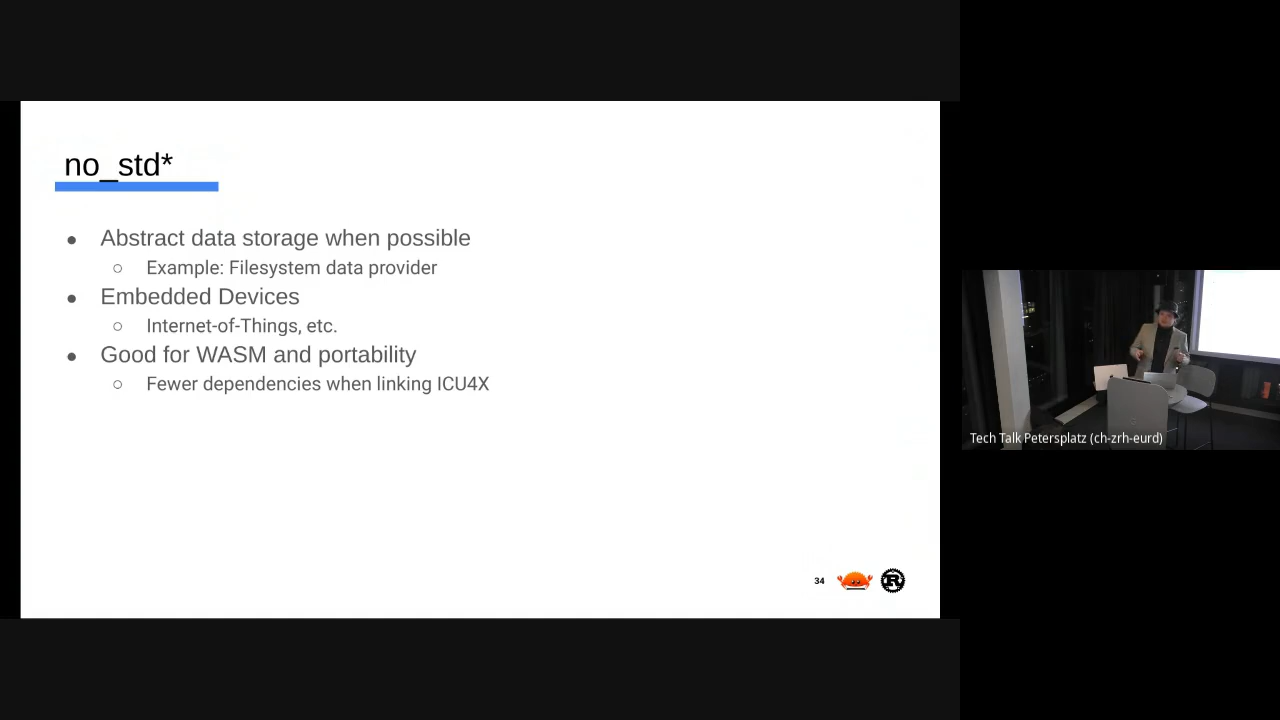 no_std*
● Abstract data storage when possible
○ Example: Filesystem data provider
● Embedded Devices
○ Internet-of-Things, etc.
● Good for WASM and portability
○ Fewer dependencies when linking ICU4X
34
R
Tech Talk Petersplatz (ch-zrh-eurd)